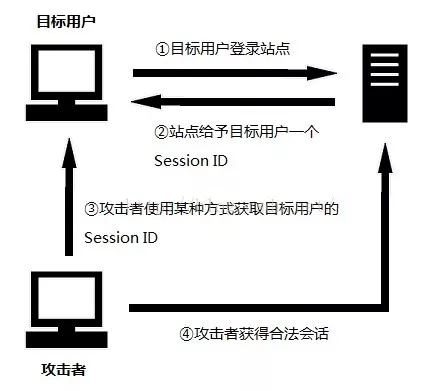 目标用户
①目标用户登录站点
②站点给予目标用户一个
Session ID
③攻击者使用某种方式获取目标用户的
Session ID
④攻击者获得合法会话
攻击者